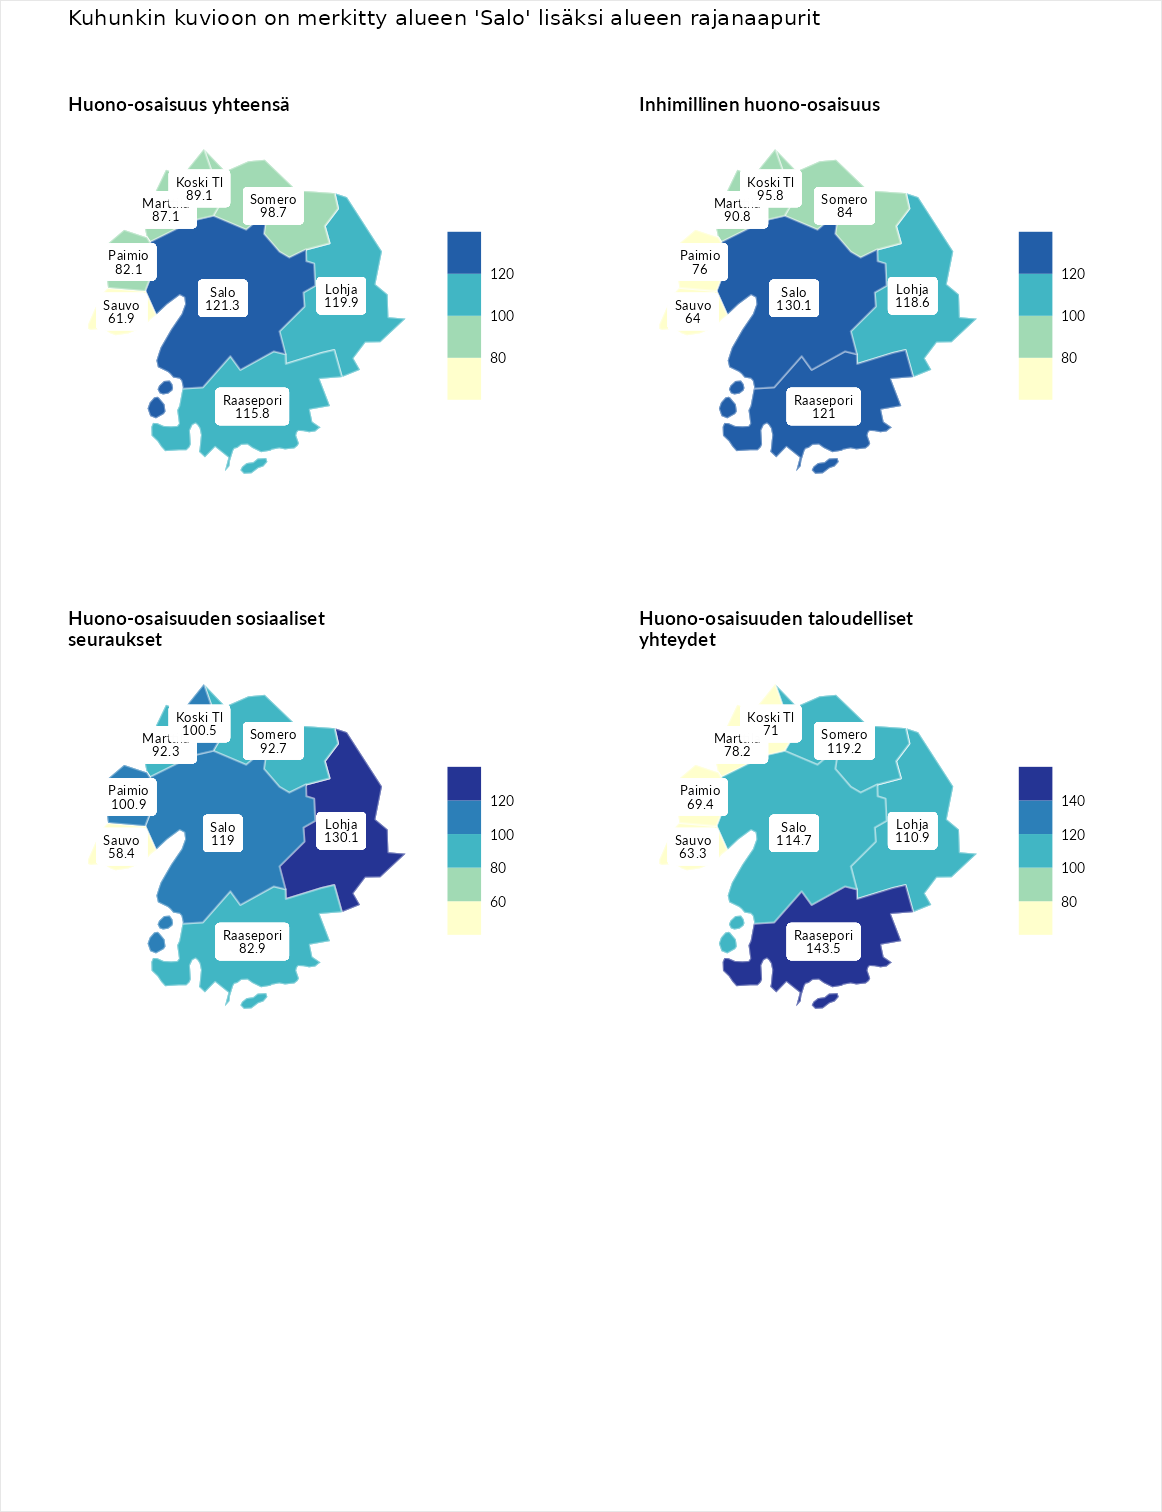 Kuhunkin kuvioon on merkitty alueen 'Salo' lisäksi alueen rajanaapurit
Huono-osaisuus yhteensä
Koski Tl
89.1
87.1
Somero
98.7
Paimio
82.1
Salo
121.3
Lohja
119.9
Sauvo
61.9
Raasepori
115.8
120
100
80
Inhimillinen huono-osaisuus
Koski Tl
95.8
90.8
Somero
84
Paimio
76
Salo
130.1
Lohja
118.6
Sauvo
64
Raasepori
121
120
100
80
Huono-osaisuuden sosiaaliset
seuraukset
Koski Tl
100.5
92.3
Somero
92.7
Paimio
100.9
Salo
119
Lohja
130.1
Sauvo
58.4
Raasepori
82.9
120
100
80
60
Huono-osaisuuden taloudelliset
yhteydet
Koski Tl
71
78.2
Somero
119.2
Paimio
69.4
Salo
114.7
Lohja
110.9
Sauvo
63.3
Raasepori
143.5
140
120
100
80